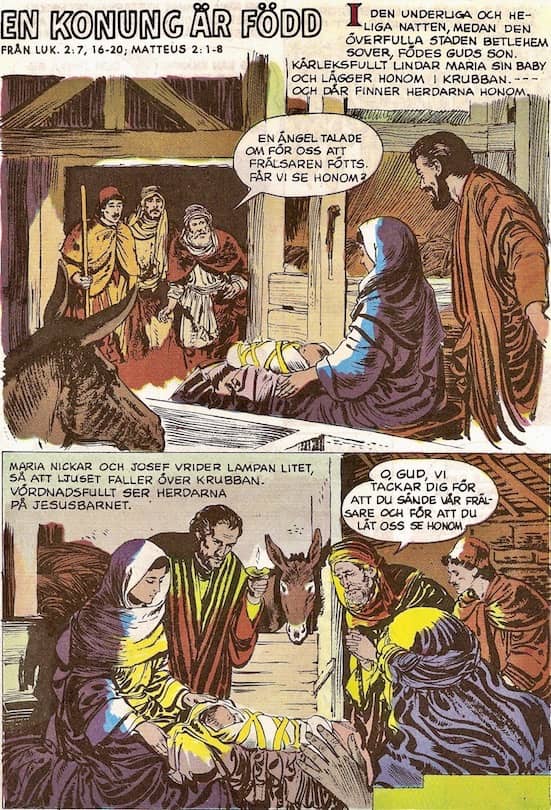 EN KONUNG ÄR FÖDD
FRÅN LUK. 2:7, 16-20; MATTEUS 2:1-8
I DEN UNDERLIGA OCH HE-
LIGA NATTEN, MEDAN DEN
ÖVERFULLA STADEN BETLEHEM
SOVER, FÖDES GUDS SON.
KÄRLEKSFULLT LINDAR MARIA SIN BABY
OCH LÄGGER HONOM I KRUBBAN.----
OCH DÄR FINNER HERDARNA HONOM.
EN ÄNGEL TALADE
OM FÖR OSS ATT
FRÄLSAREN FÖTTS.
FÅR VI SE HONOM?
MARIA NICKAR OCH JOSEF VRIDER LAMPAN LITET,
SÅ ATT LJUSET FALLER ÖVER KRUBBAN.
VÖRDNADSFULLT SER HERDARNA
PÅ JESUSBARNET.
O, GUD, VI
TACKAR DIG FÖR
ATT DU SÄNDE VÅR FRÄL-
SARE OCH FÖR ATT DU
LÄT OSS SE HONOM